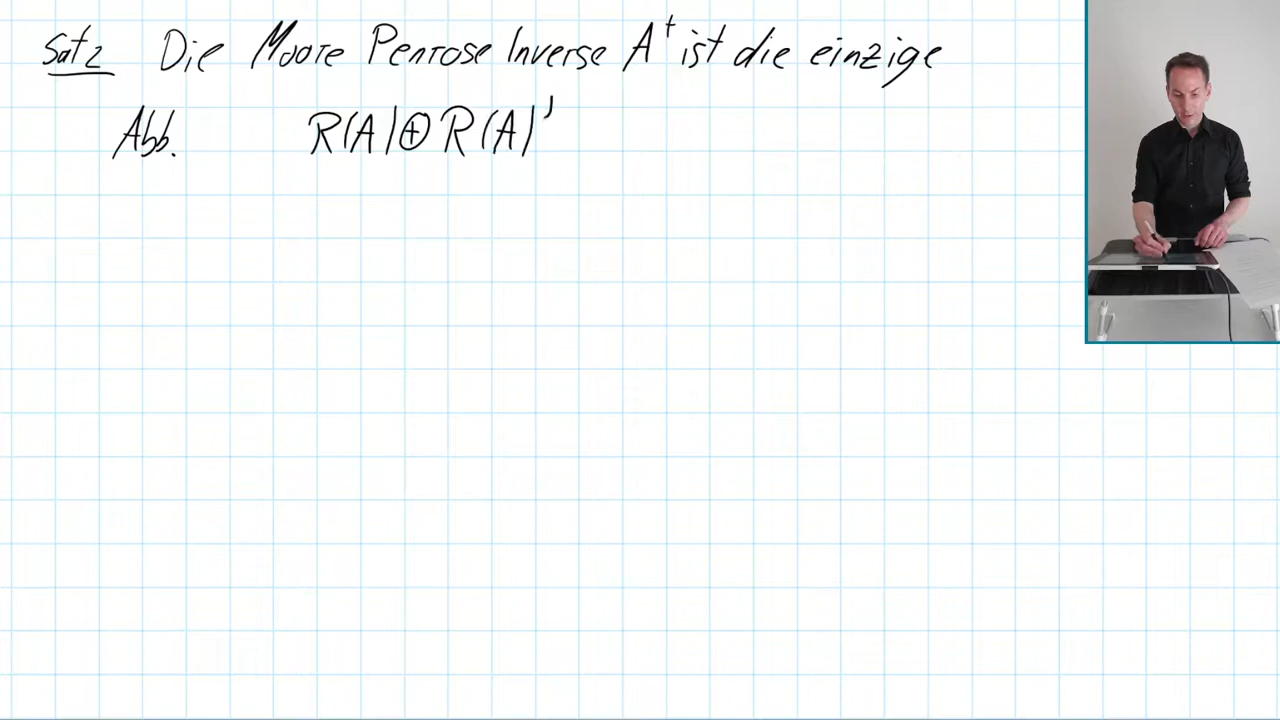 Satz Die Moore Penrose Inverse A⁺ ist die einzige
Abb. R(A)⊕R(A)'